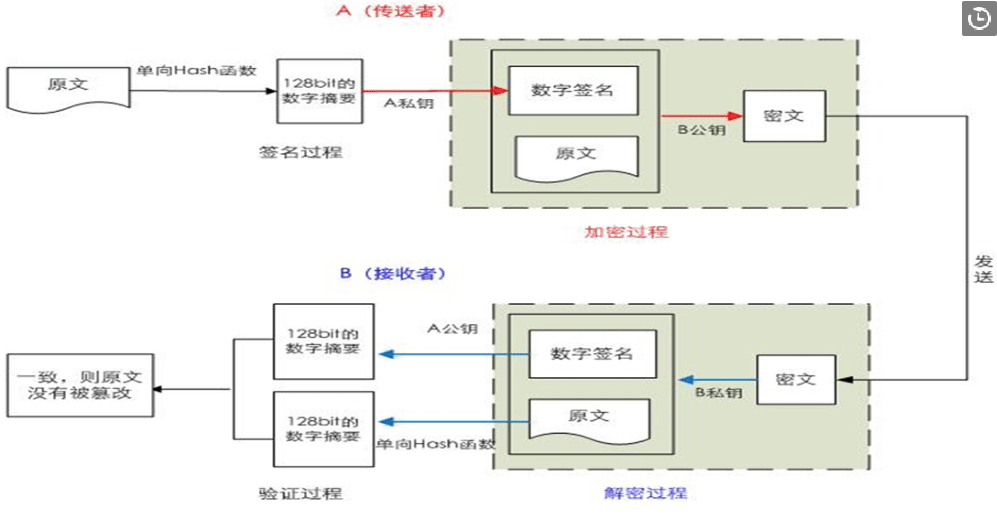 A（传送者）
原文
单向Hash函数
128bit的
数字摘要
A私钥
数字签名
原文
B公钥
密文
签名过程
加密过程
发
送
B（接收者）
128bit的
数字摘要
A公钥
数字签名
密文
B私钥
一致，则原文
没有被篡改
128bit的
数字摘要
单向Hash函数
原文
验证过程
解密过程